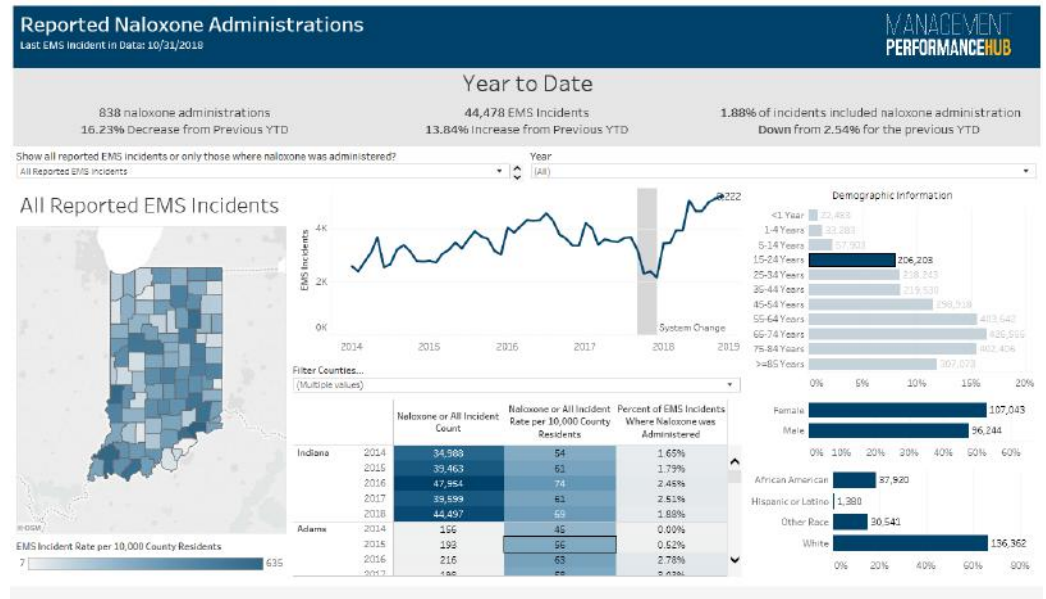 Reported Naloxone Administrations
Last EMS Incident in Data: 10/31/2018
MANAGEMENT
PERFORMANCEHUB
Year to Date
838 naloxone administrations
16.23% Decrease from Previous YTD
44,478 EMS Incidents
13.84% Increase from Previous YTD
1.88% of incidents included naloxone administration
Down from 2.54% for the previous YTD
Show all reported EMS incidents or only those where naloxone was administered?
All Reported EMS Incidents
Year
(All)
All Reported EMS Incidents
EMS Incident Rate per 10,000 County Residents
7
635
EMS Incidents
4K
2K
0K
System Change
2014 2015 2016 2017 2018 2019
Filter Counties...
(Multiple values)
Naloxone or All Incident Count
Naloxone or All Incident Rate per 10,000 County Residents
Percent of EMS Incidents Where Naloxone was Administered
Indiana 2014 34,988 54 1.65%
2015 39,463 61 1.79%
2016 47,954 74 2.45%
2017 39,599 61 2.51%
2018 44,497 69 1.88%
Adams 2014 45 0.00%
2015 193 56 0.52%
2016 216 63 2.78%
2017
Demographic Information
<1 Year
1-4 Years
5-14 Years
15-24 Years 206,203
25-34 Years
35-44 Years
45-54 Years
55-64 Years
65-74 Years
75-84 Years 402,406
>=85 Years
0% 5% 10% 15% 20%
Female 107,043
Male 96,244
0% 10% 20% 30% 40% 50% 60%
African American 37,920
Hispanic or Latino 1,380
Other Race 30,541
White 136,362
0% 20% 40% 60% 80%